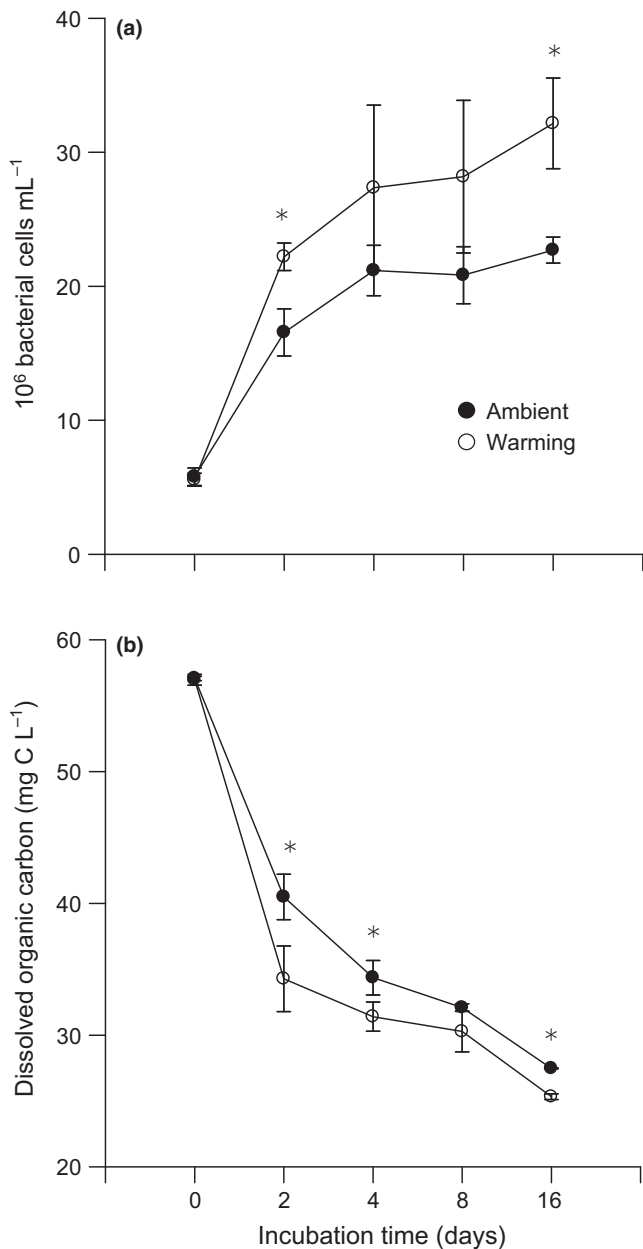 (a)
40
30
20
10
0
10⁶ bacterial cells mL⁻¹
*
*
Ambient
Warming
(b)
60
50
40
30
20
Dissolved organic carbon (mg C L⁻¹)
*
*
*
0 2 4 8 16
Incubation time (days)